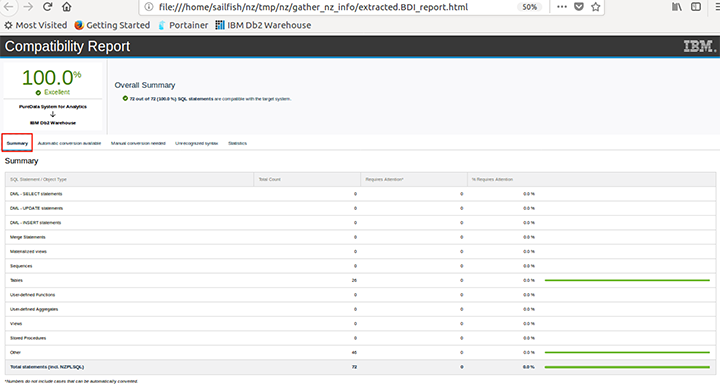 file:///home/sailfish/nz/tmp/nz/gather_nz_info/extracted.BDI_report.html
50%
Most Visited Getting Started Portainer IBM Db2 Warehouse
Compatibility Report IBM
100.0%
Excellent
PureData System for Analytics
IBM Db2 Warehouse
Overall Summary
72 out of 72 (100.0 %) SQL statements are compatible with the target system.
Summary Automatic conversion available Manual conversion needed Unrecognized syntax Statistics
Summary
SQL Statement / Object Type Total Count Requires Attention* % Requires Attention
DML - SELECT statements 0 0 0.0 %
DML - UPDATE statements 0 0 0.0 %
DML - INSERT statements 0 0 0.0 %
Merge Statements 0 0 0.0 %
Materialized views 0 0 0.0 %
Sequences 0 0 0.0 %
Tables 26 0 0.0 %
User-defined Functions 0 0 0.0 %
User-defined Aggregates 0 0 0.0 %
Views 0 0 0.0 %
Stored Procedures 0 0 0.0 %
Other 46 0 0.0 %
Total statements (incl. NZPLSQL) 72 0 0.0 %
*Numbers do not include cases that can be automatically converted.